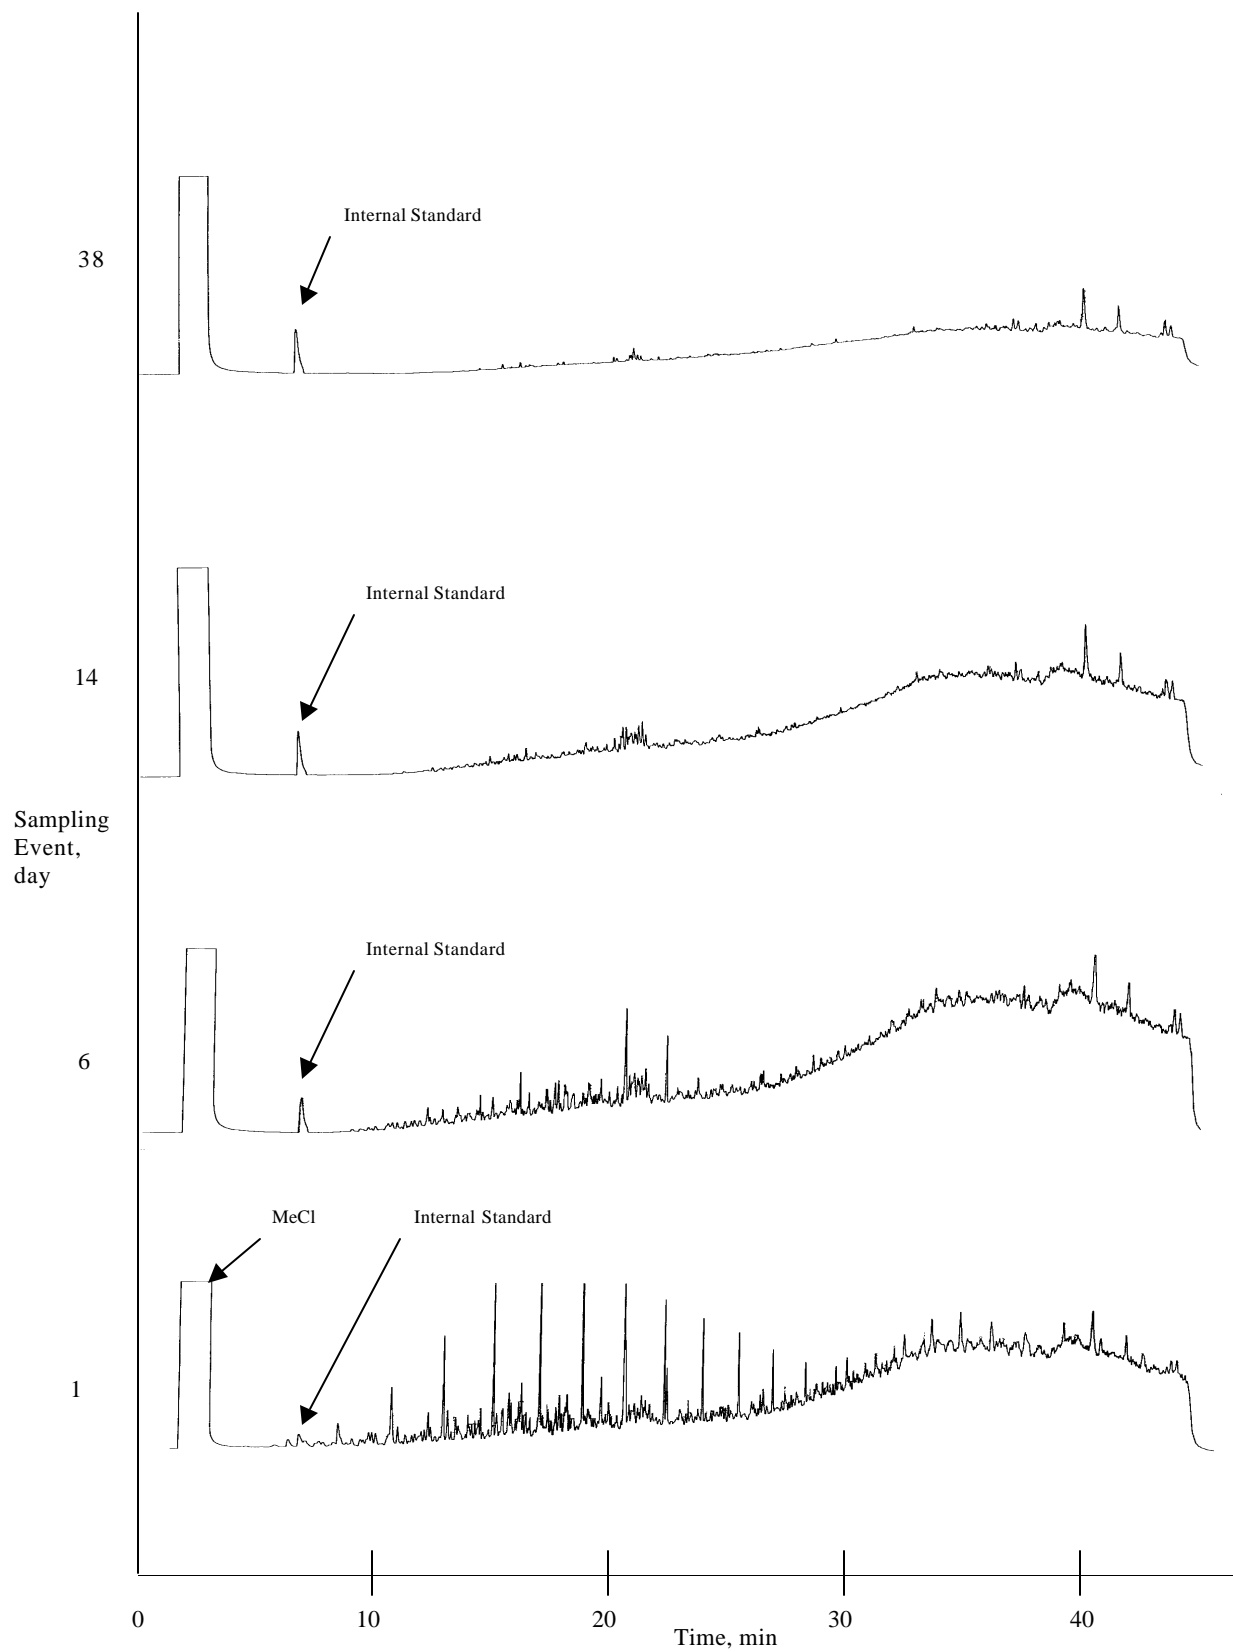 Internal Standard
38
Internal Standard
14
Sampling
Event,
day
Internal Standard
6
MeCl
Internal Standard
1
0
10
20
30
40
Time, min